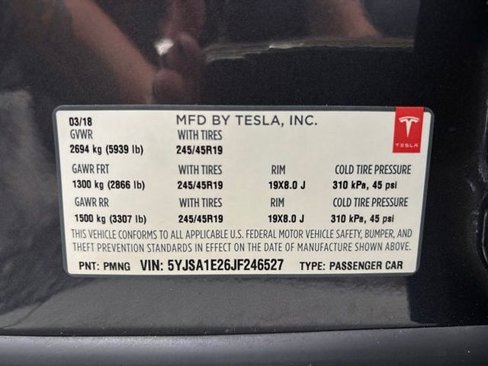 03/18 MFD BY TESLA, INC.
GVWR WITH TIRES
2694 kg (5939 lb) 245/45R19
TESLA
GAWR FRT WITH TIRES RIM COLD TIRE PRESSURE
1300 kg (2866 lb) 245/45R19 19X8.0 J 310 kPa, 45 psi
GAWR RR WITH TIRES RIM COLD TIRE PRESSURE
1500 kg (3307 lb) 245/45R19 19X8.0 J 310 kPa, 45 psi
THIS VEHICLE CONFORMS TO ALL APPLICABLE U.S. FEDERAL MOTOR VEHICLE SAFETY, BUMPER, AND
THEFT PREVENTION STANDARDS IN EFFECT ON THE DATE OF MANUFACTURE SHOWN ABOVE.
PNT: PMNG VIN: 5YJSA1E26JF246527 TYPE: PASSENGER CAR